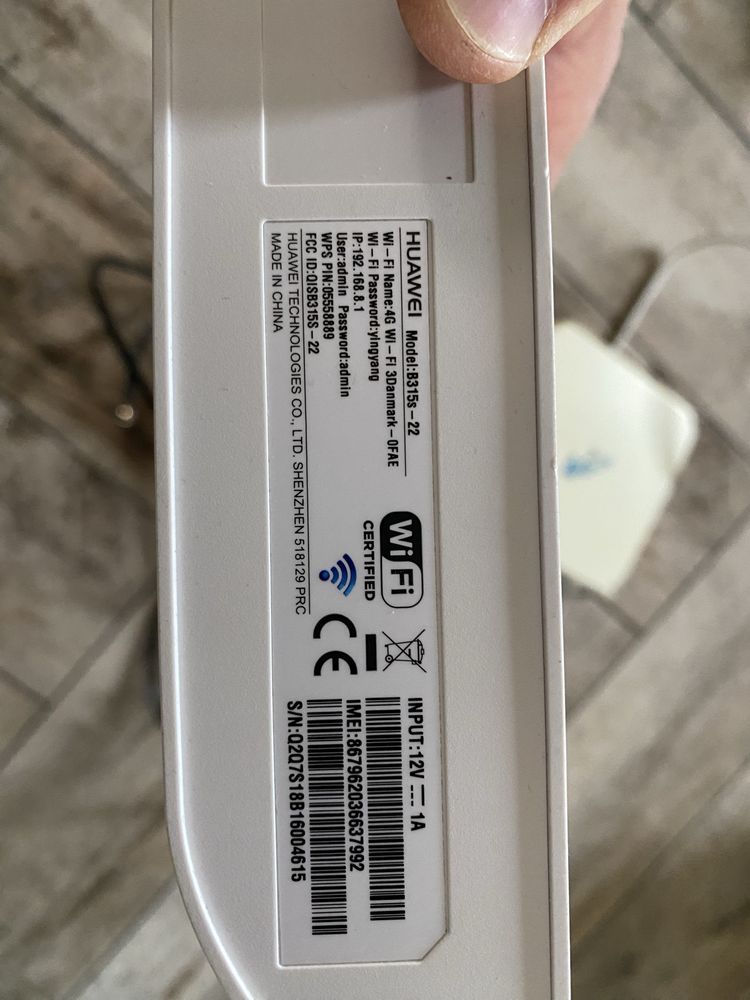 HUAWEI Model:B315s-22
Wi-Fi Name:4G Wi-Fi 3Danmark-0FAE
Wi-Fi Password:yingyang
IP:192.168.8.1
User:admin Password:admin
WPS PIN:05558889
FCC ID:QISB315S-22
HUAWEI TECHNOLOGIES CO., LTD. SHENZHEN 518129 PRC
MADE IN CHINA
Wi Fi
CERTIFIED
CE
INPUT:12V ⎓ 1A
IMEI:867962036637992
S/N:Q2Q7S18B16004615